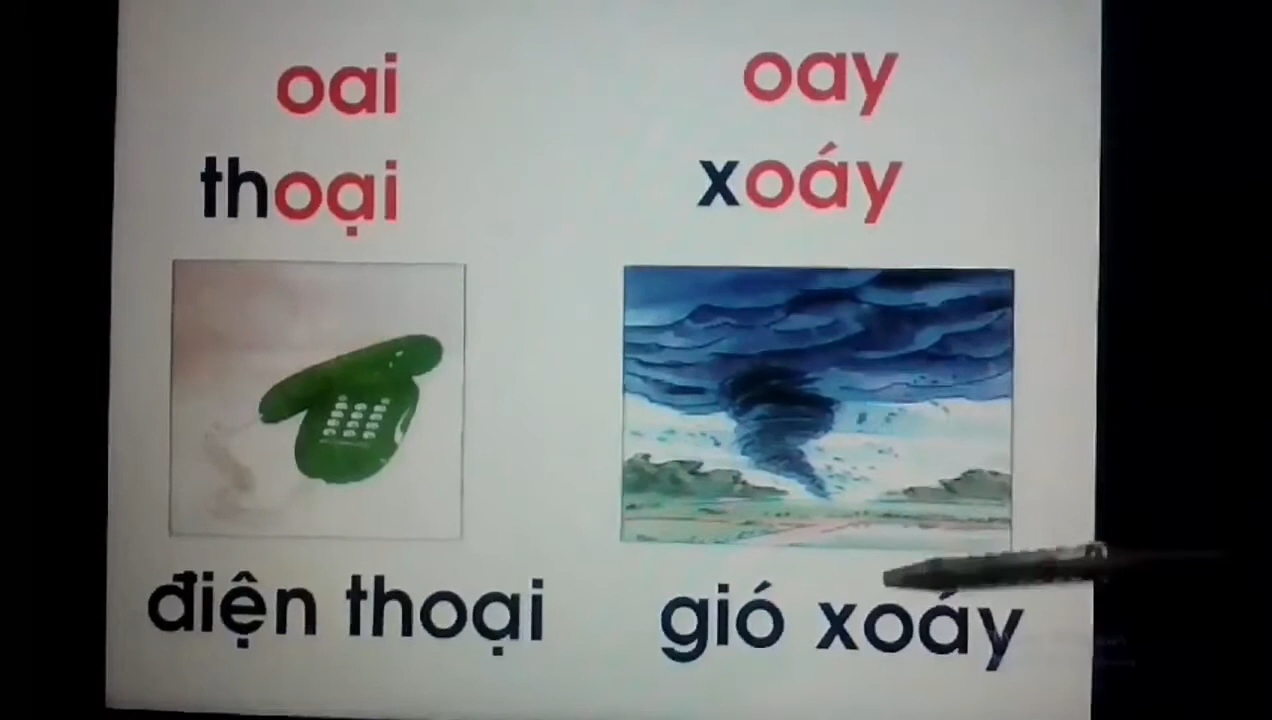 oai
oay
thoại
xoáy
điện thoại
gió xoáy